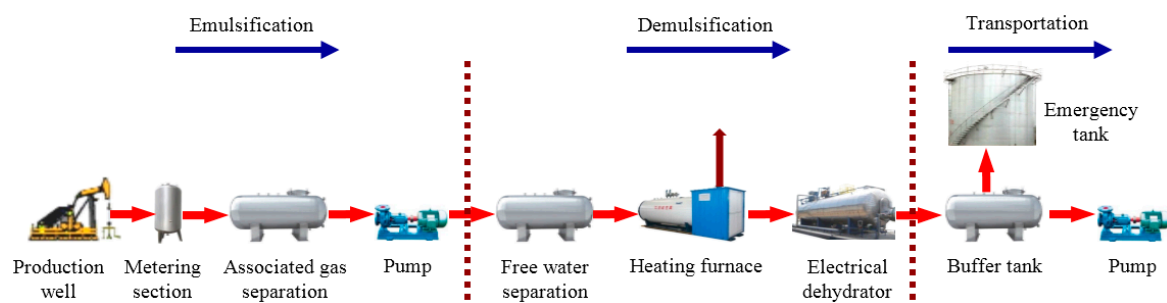 Emulsification
Demulsification
Transportation
Emergency
tank
Production
well
Metering
section
Associated gas
separation
Pump
Free water
separation
Heating furnace
Electrical
dehydrator
Buffer tank
Pump